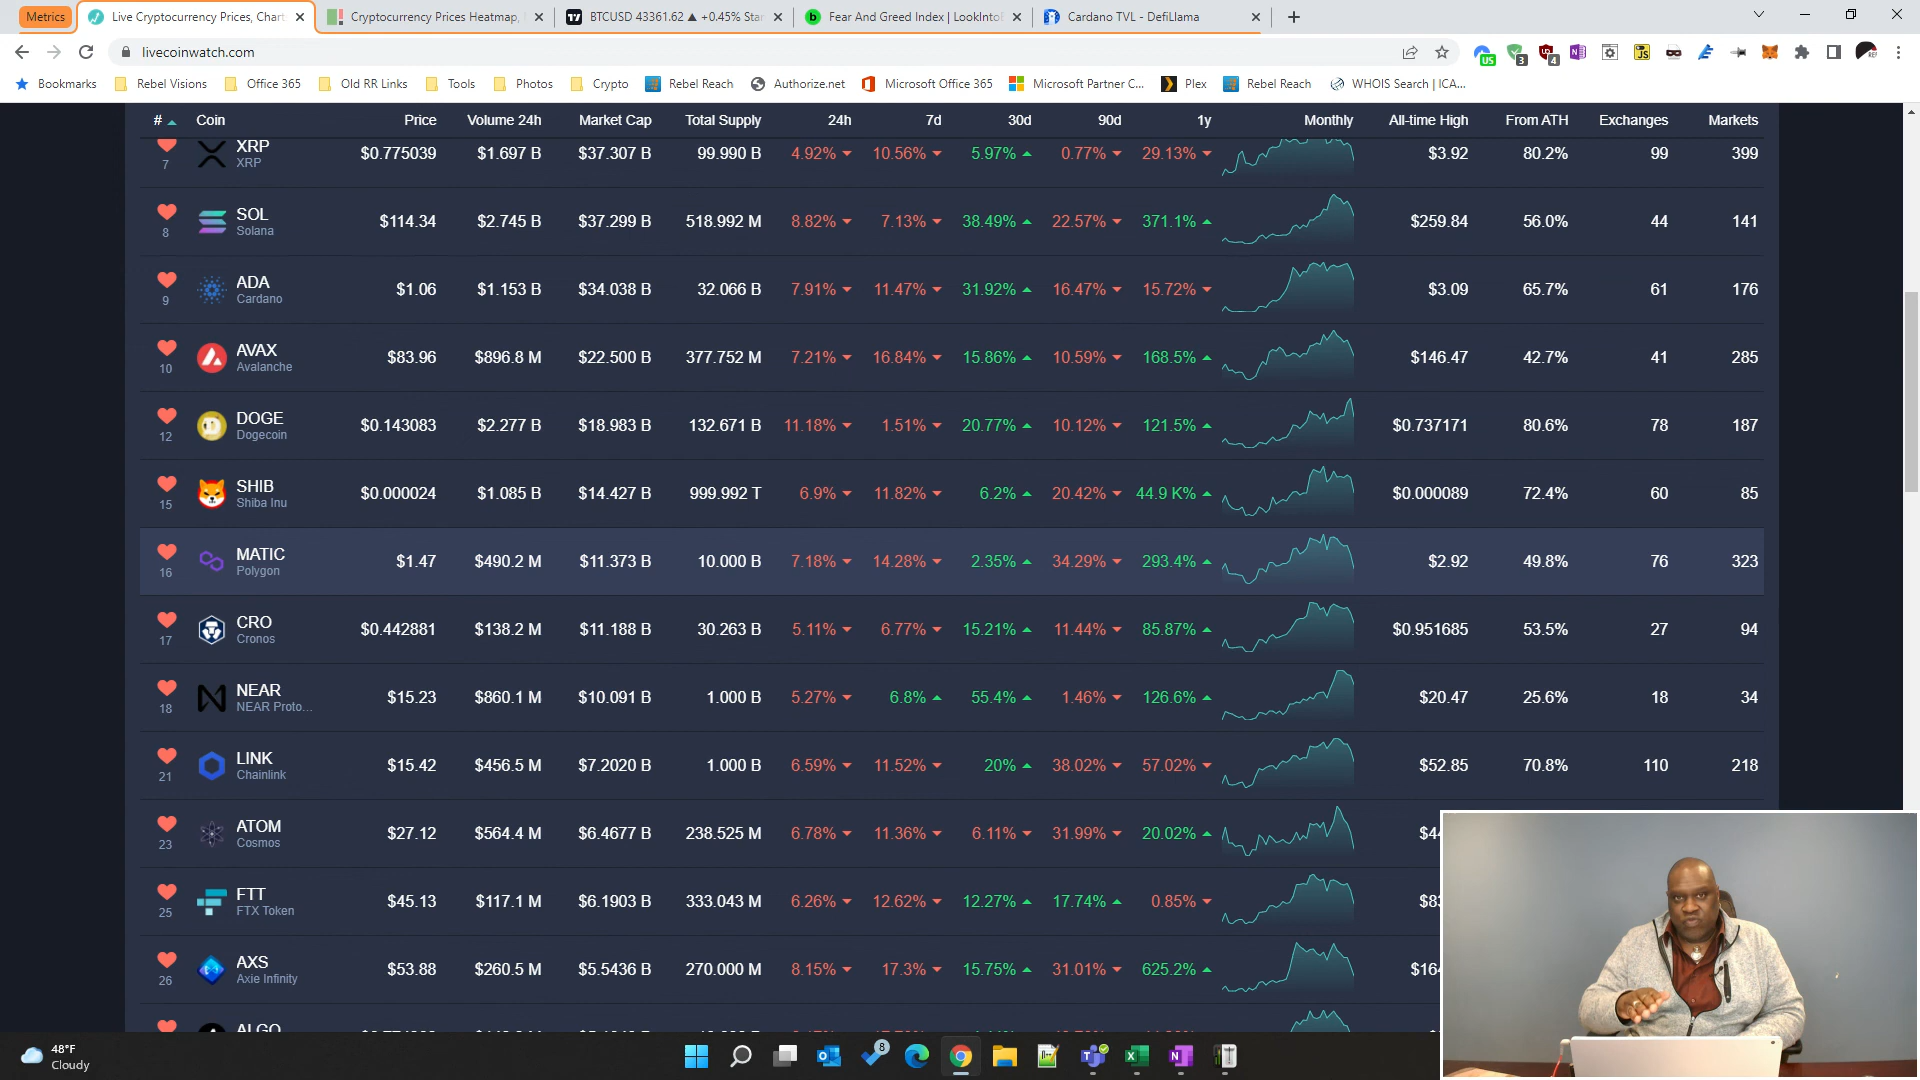 Metrics Live Cryptocurrency Prices, Chart Cryptocurrency Prices Heatmap, BTCUSD 43361.62 ▲ +0.45% Fear And Greed Index | LookInto Cardano TVL - DefiLlama
livecoinwatch.com
US 3 4 JS
Bookmarks Rebel Visions Office 365 Old RR Links Tools Photos Crypto Rebel Reach Authorize.net Microsoft Office 365 Microsoft Partner C... Plex Rebel Reach WHOIS Search | ICA...
# Coin Price Volume 24h Market Cap Total Supply 24h 7d 30d 90d 1y Monthly All-time High From ATH Exchanges Markets
7 XRP XRP $0.775039 $1.697 B $37.307 B 99.990 B 4.92% 10.56% 5.97% 0.77% 29.13% $3.92 80.2% 99 399
8 SOL Solana $114.34 $2.745 B $37.299 B 518.992 M 8.82% 7.13% 38.49% 22.57% 371.1% $259.84 56.0% 44 141
9 ADA Cardano $1.06 $1.153 B $34.038 B 32.066 B 7.91% 11.47% 31.92% 16.47% 15.72% $3.09 65.7% 61 176
10 AVAX Avalanche $83.96 $896.8 M $22.500 B 377.752 M 7.21% 16.84% 15.86% 10.59% 168.5% $146.47 42.7% 41 285
12 DOGE Dogecoin $0.143083 $2.277 B $18.983 B 132.671 B 11.18% 1.51% 20.77% 10.12% 121.5% $0.737171 80.6% 78 187
15 SHIB Shiba Inu $0.000024 $1.085 B $14.427 B 999.992 T 6.9% 11.82% 6.2% 20.42% 44.9 K% $0.000089 72.4% 60 85
16 MATIC Polygon $1.47 $490.2 M $11.373 B 10.000 B 7.18% 14.28% 2.35% 34.29% 293.4% $2.92 49.8% 76 323
17 CRO Cronos $0.442881 $138.2 M $11.188 B 30.263 B 5.11% 6.77% 15.21% 11.44% 85.87% $0.951685 53.5% 27 94
18 NEAR NEAR Proto... $15.23 $860.1 M $10.091 B 1.000 B 5.27% 6.8% 55.4% 1.46% 126.6% $20.47 25.6% 18 34
21 LINK Chainlink $15.42 $456.5 M $7.2020 B 1.000 B 6.59% 11.52% 20% 38.02% 57.02% $52.85 70.8% 110 218
23 ATOM Cosmos $27.12 $564.4 M $6.4677 B 238.525 M 6.78% 11.36% 6.11% 31.99% 20.02% $44
25 FTT FTX Token $45.13 $117.1 M $6.1903 B 333.043 M 6.26% 12.62% 12.27% 17.74% 0.85%
26 AXS Axie Infinity $53.88 $260.5 M $5.5436 B 270.000 M 8.15% 17.3% 15.75% 31.01% 625.2% $164
ALGO
48°F
Cloudy
8